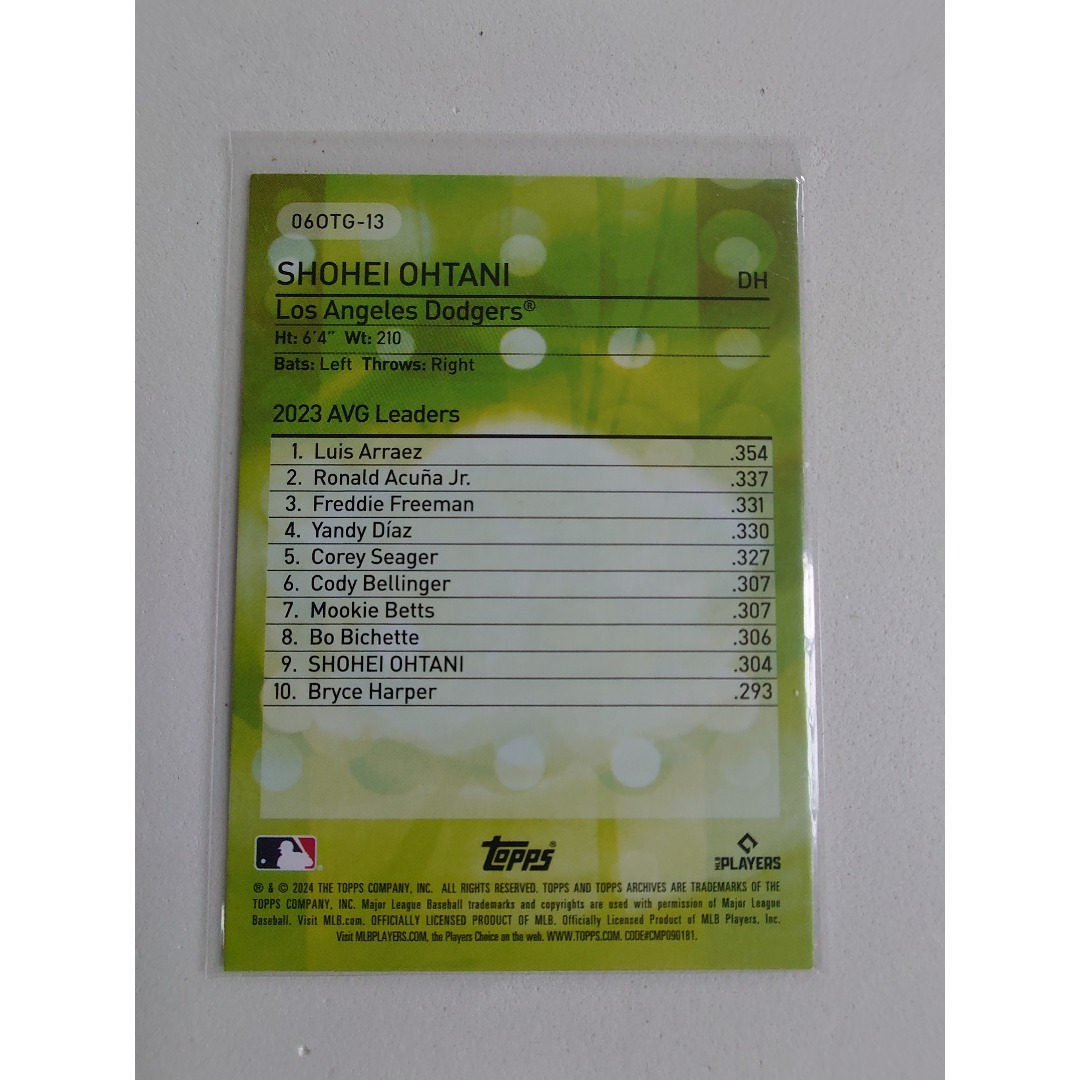 06OTG-13
SHOHEI OHTANI DH
Los Angeles Dodgers®
Ht: 6'4" Wt: 210
Bats: Left Throws: Right
2023 AVG Leaders
1. Luis Arraez .354
2. Ronald Acuña Jr. .337
3. Freddie Freeman .331
4. Yandy Díaz .330
5. Corey Seager .327
6. Cody Bellinger .307
7. Mookie Betts .307
8. Bo Bichette .306
9. SHOHEI OHTANI .304
10. Bryce Harper .293
Topps® MLB PLAYERS
® & © 2024 THE TOPPS COMPANY, INC. ALL RIGHTS RESERVED. TOPPS AND TOPPS ARCHIVES ARE TRADEMARKS OF THE
TOPPS COMPANY, INC. Major League Baseball trademarks and copyrights are used with permission of Major League
Baseball. Visit MLB.com. OFFICIALLY LICENSED PRODUCT OF MLB. Officially Licensed Product of MLB Players, Inc.
Visit MLBPLAYERS.COM, the Players Choice on the web. WWW.TOPPS.COM. CODE#CMP090181.